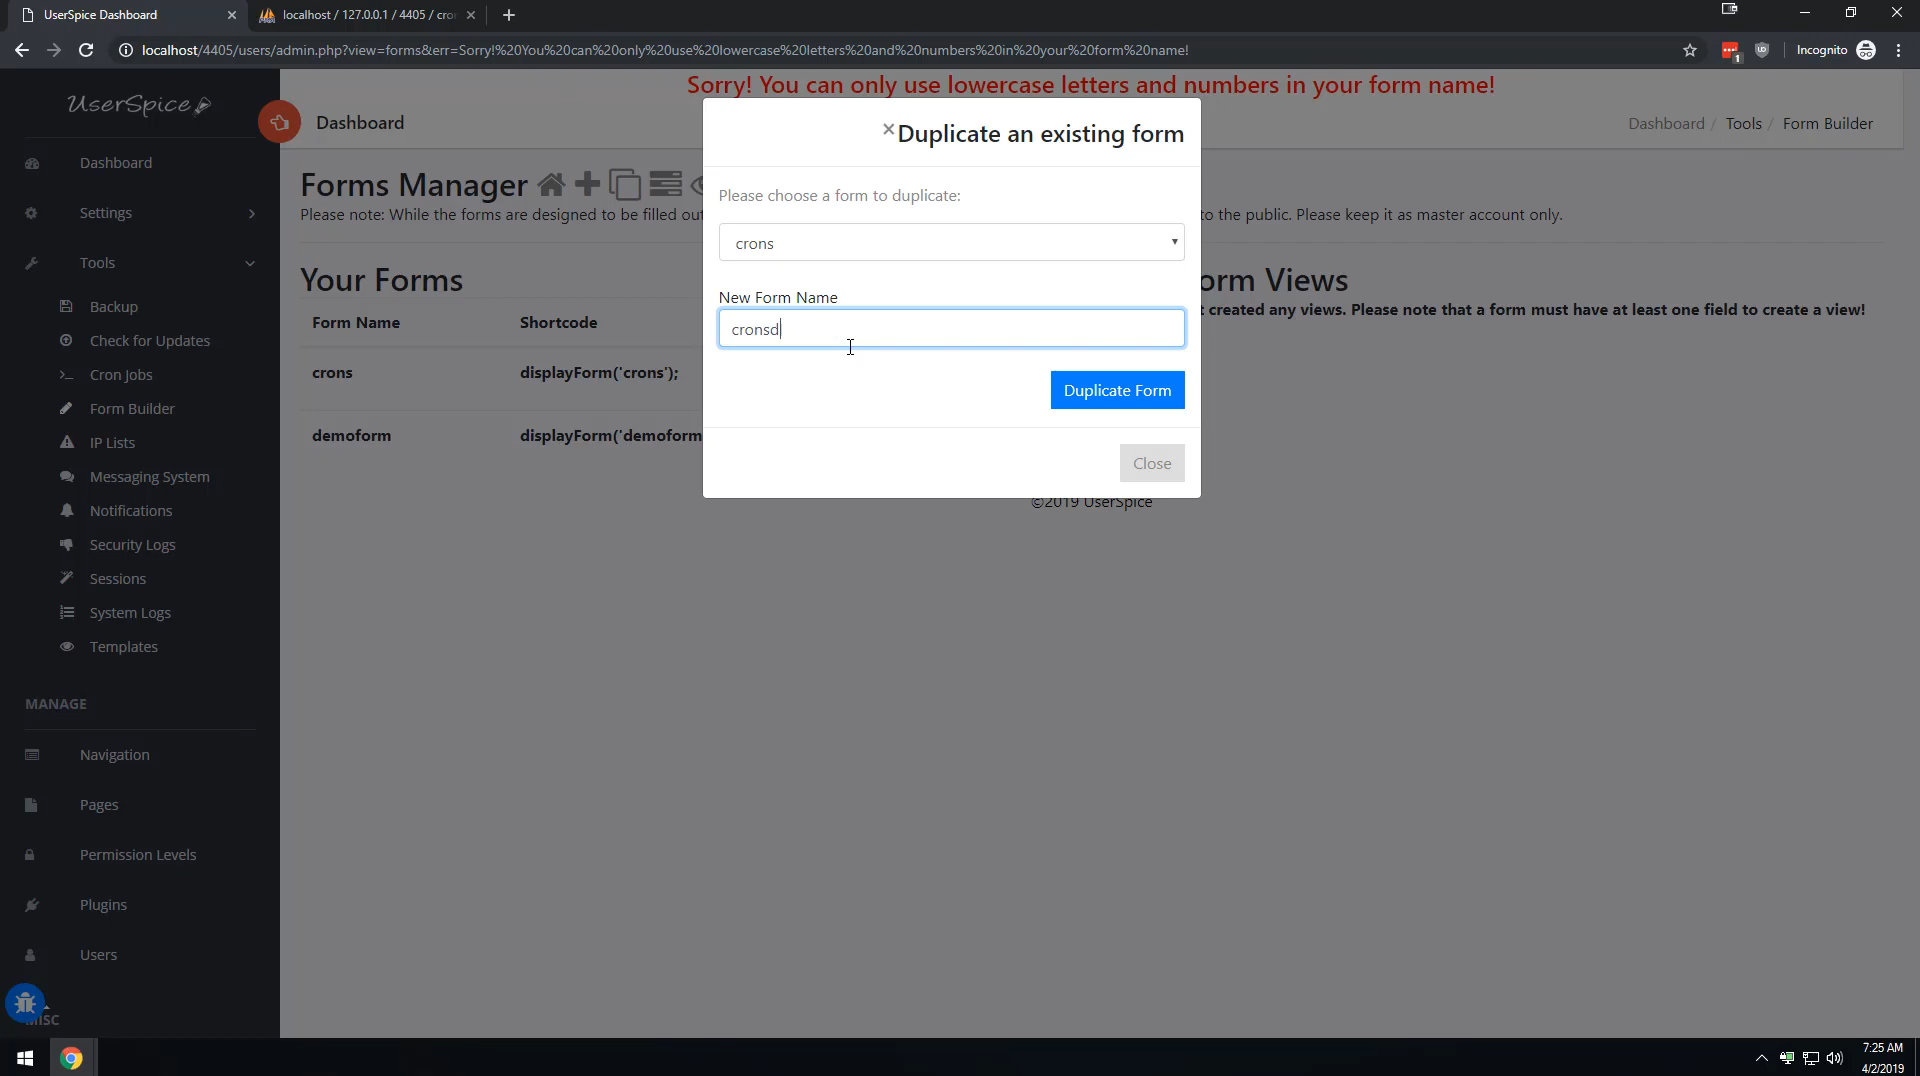 UserSpice Dashboard
localhost / 127.0.0.1 / 4405 / cron
localhost/4405/users/admin.php?view=forms&err=Sorry!%20You%20can%20only%20use%20lowercase%20letters%20and%20numbers%20in%20your%20form%20name!
1
Incognito
Sorry! You can only use lowercase letters and numbers in your form name!
UserSpice
Dashboard
Dashboard / Tools / Form Builder
Duplicate an existing form
Dashboard
Settings
Tools
Backup
Check for Updates
Cron Jobs
Form Builder
IP Lists
Messaging System
Notifications
Security Logs
Sessions
System Logs
Templates
MANAGE
Navigation
Pages
Permission Levels
Plugins
Users
MISC
Forms Manager
Please note: While the forms are designed to be filled out
to the public. Please keep it as master account only.
Your Forms
Form Name Shortcode
crons displayForm('crons');
demoform displayForm('demoform
orm Views
t created any views. Please note that a form must have at least one field to create a view!
Please choose a form to duplicate:
crons
New Form Name
cronsd
Duplicate Form
Close
©2019 UserSpice
7:25 AM
4/2/2019